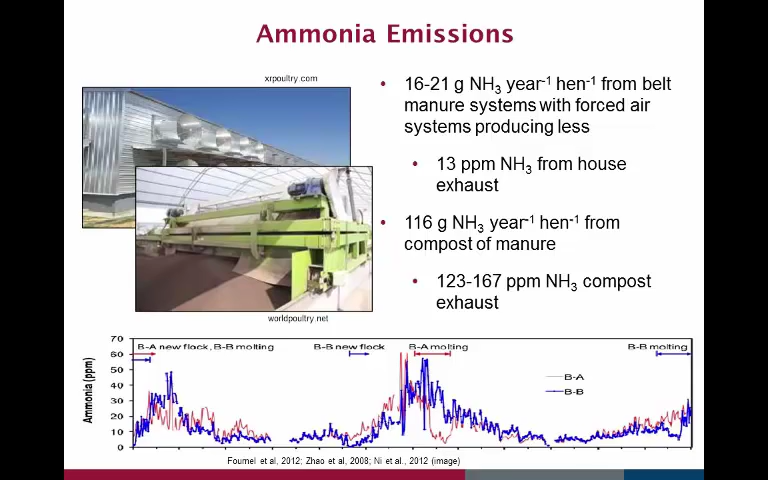 Ammonia Emissions
xrpoultry.com
• 16-21 g NH₃ year⁻¹ hen⁻¹ from belt
manure systems with forced air
systems producing less
• 13 ppm NH₃ from house
exhaust
• 116 g NH₃ year⁻¹ hen⁻¹ from
compost of manure
• 123-167 ppm NH₃ compost
exhaust
worldpoultry.net
Ammonia (ppm)
70
60
50
40
30
20
10
0
B-A new flock, B-B molting
B-B new flock
B-A molting
B-B molting
B-A
B-B
Fournel et al, 2012; Zhao et al, 2008; Ni et al., 2012 (image)